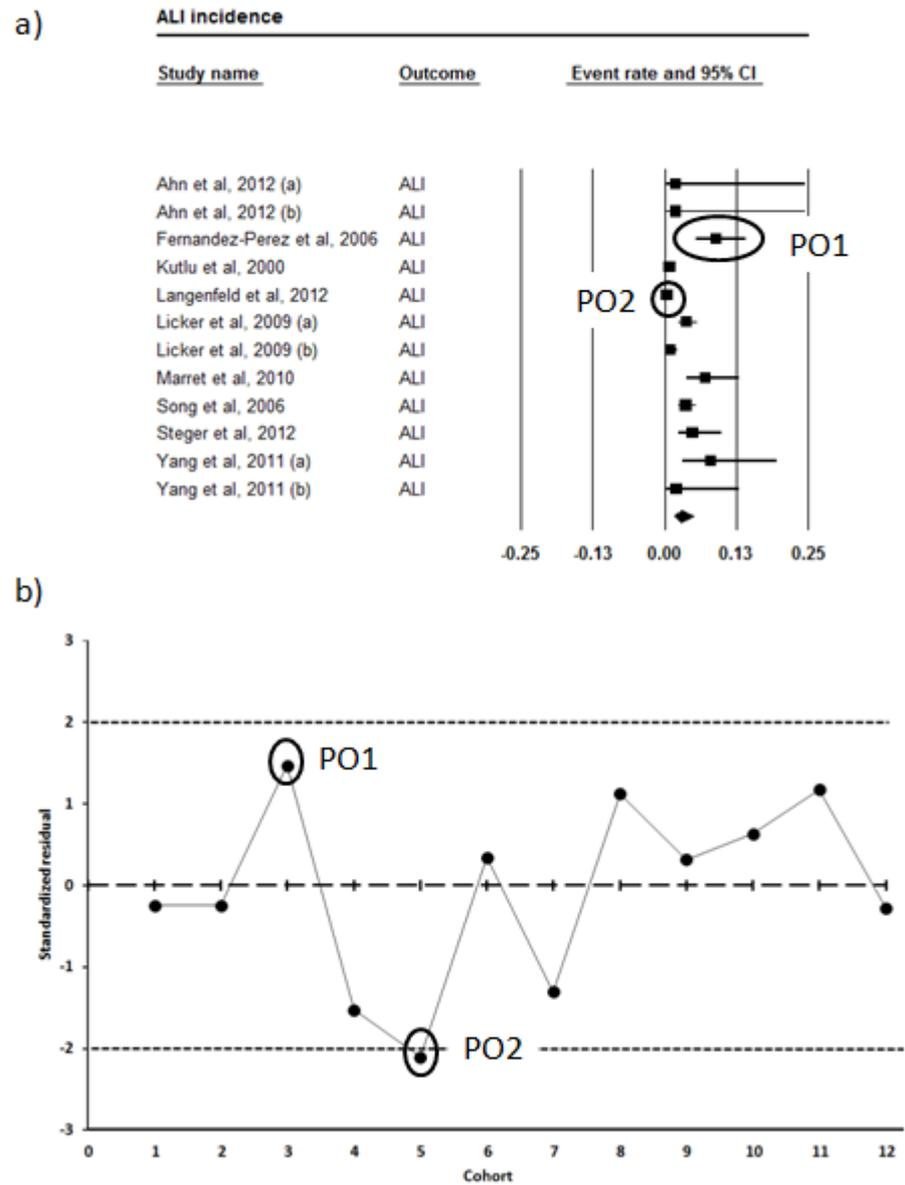 a)
ALI incidence
Study name Outcome Event rate and 95% CI
Ahn et al, 2012 (a) ALI
Ahn et al, 2012 (b) ALI
Fernandez-Perez et al, 2006 ALI PO1
Kutlu et al, 2000 ALI
Langenfeld et al, 2012 ALI PO2
Licker et al, 2009 (a) ALI
Licker et al, 2009 (b) ALI
Marret et al, 2010 ALI
Song et al, 2006 ALI
Steger et al, 2012 ALI
Yang et al, 2011 (a) ALI
Yang et al, 2011 (b) ALI
-0.25 -0.13 0.00 0.13 0.25
b)
3
2
PO1
1
0
Standardized residual
-1
-2 PO2
-3
0 1 2 3 4 5 6 7 8 9 10 11 12
Cohort